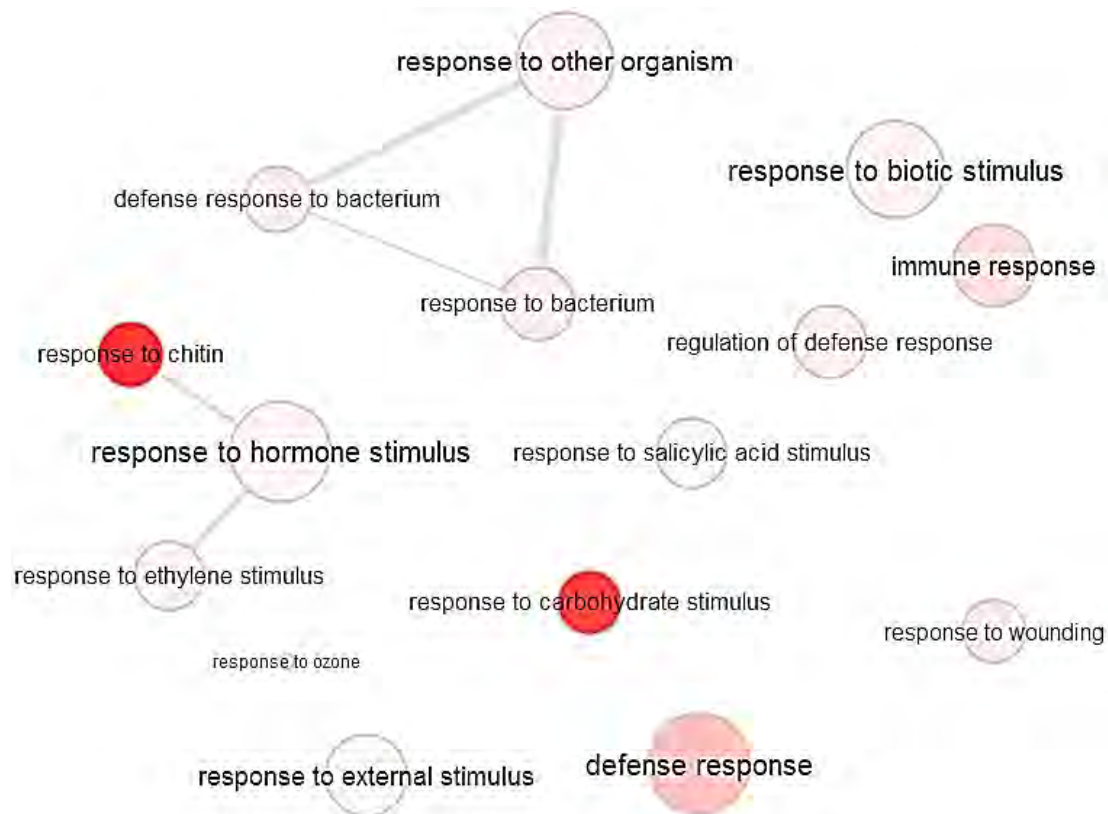 response to other organism
response to biotic stimulus
defense response to bacterium
immune response
response to bacterium
regulation of defense response
response to chitin
response to hormone stimulus
response to salicylic acid stimulus
response to ethylene stimulus
response to carbohydrate stimulus
response to wounding
response to ozone
defense response
response to external stimulus